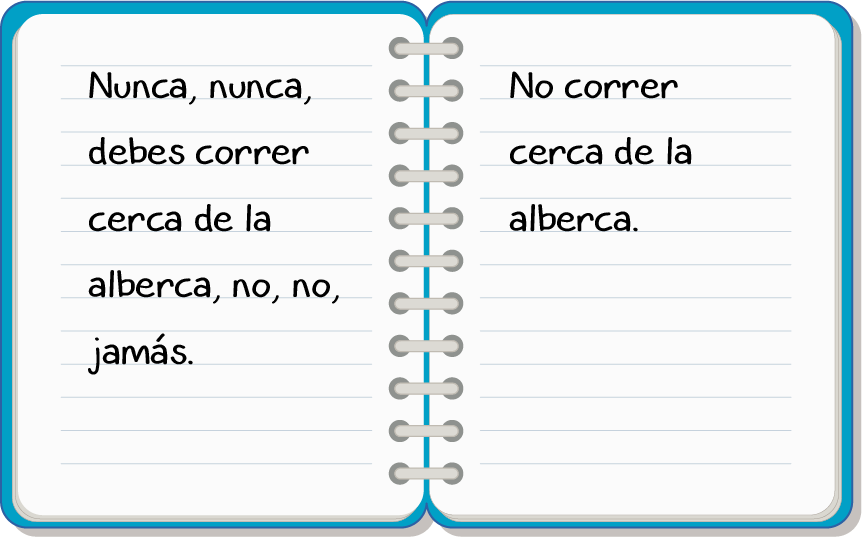 Nunca, nunca,
debes correr
cerca de la
alberca, no, no,
jamás.
No correr
cerca de la
alberca.